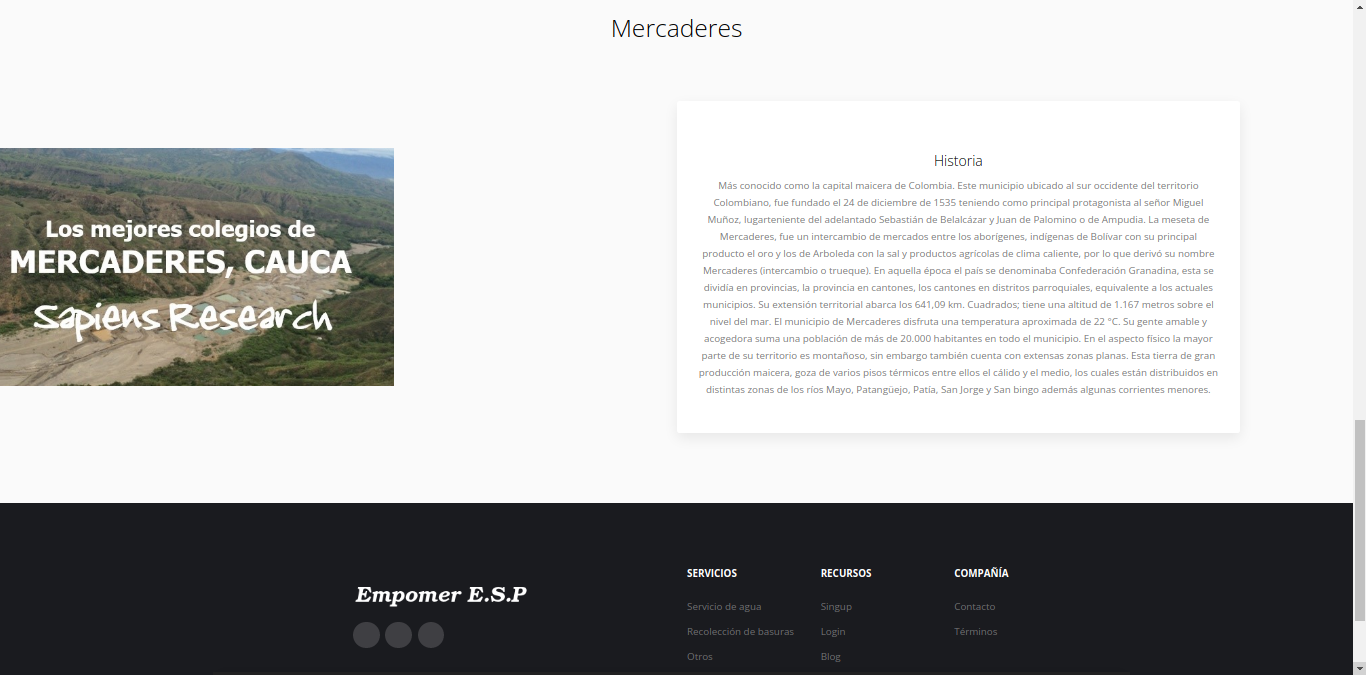 Mercaderes
Los mejores colegios de
MERCADERES, CAUCA
Sapiens Research
Historia
Más conocido como la capital maicera de Colombia. Este municipio ubicado al sur occidente del territorio
Colombiano, fue fundado el 24 de diciembre de 1535 teniendo como principal protagonista al señor Miguel
Muñoz, lugarteniente del adelantado Sebastián de Belalcázar y Juan de Palomino o de Ampudia. La meseta de
Mercaderes, fue un intercambio de mercados entre los aborígenes, indígenas de Bolívar con su principal
producto el oro y los de Arboleda con la sal y productos agrícolas de clima caliente, por lo que derivó su nombre
Mercaderes (intercambio o trueque). En aquella época el país se denominaba Confederación Granadina, esta se
dividía en provincias, la provincia en cantones, los cantones en distritos parroquiales, equivalente a los actuales
municipios. Su extensión territorial abarca los 641,09 km. Cuadrados; tiene una altitud de 1.167 metros sobre el
nivel del mar. El municipio de Mercaderes disfruta una temperatura aproximada de 22 °C. Su gente amable y
acogedora suma una población de más de 20.000 habitantes en todo el municipio. En el aspecto físico la mayor
parte de su territorio es montañoso, sin embargo también cuenta con extensas zonas planas. Esta tierra de gran
producción maicera, goza de varios pisos térmicos entre ellos el cálido y el medio, los cuales están distribuidos en
distintas zonas de los ríos Mayo, Patangüejo, Patía, San Jorge y San bingo además algunas corrientes menores.
Empomer E.S.P
SERVICIOS
Servicio de agua
Recolección de basuras
Otros
RECURSOS
Singup
Login
Blog
COMPAÑÍA
Contacto
Términos